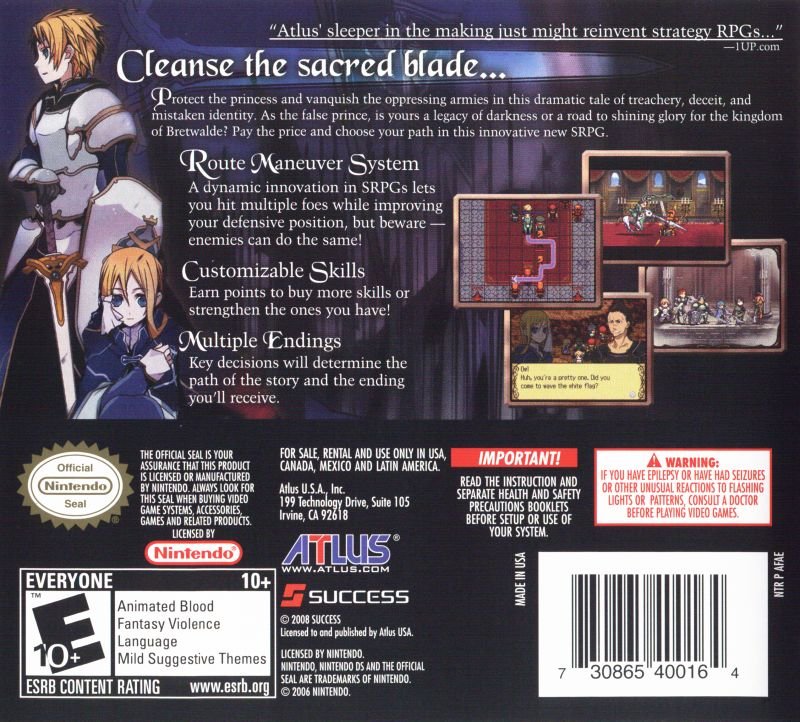 “Atlus' sleeper in the making just might reinvent strategy RPGs...”
—1UP.com
Cleanse the sacred blade...
Protect the princess and vanquish the oppressing armies in this dramatic tale of treachery, deceit, and
mistaken identity. As the false prince, is yours a legacy of darkness or a road to shining glory for the kingdom
of Bretwalde? Pay the price and choose your path in this innovative new SRPG.
Route Maneuver System
A dynamic innovation in SRPGs lets
you hit multiple foes while improving
your defensive position, but beware —
enemies can do the same!
Customizable Skills
Earn points to buy more skills or
strengthen the ones you have!
Multiple Endings
Key decisions will determine the
path of the story and the ending
you'll receive.
Owl
Huh, you're a pretty one. Did you
come to wave the white flag?
Official
Nintendo
Seal
®
THE OFFICIAL SEAL IS YOUR
ASSURANCE THAT THIS PRODUCT
IS LICENSED OR MANUFACTURED
BY NINTENDO. ALWAYS LOOK FOR
THIS SEAL WHEN BUYING VIDEO
GAME SYSTEMS, ACCESSORIES,
GAMES AND RELATED PRODUCTS.
LICENSED BY
Nintendo®
FOR SALE, RENTAL AND USE ONLY IN USA,
CANADA, MEXICO AND LATIN AMERICA.
Atlus U.S.A., Inc.
199 Technology Drive, Suite 105
Irvine, CA 92618
ATLUS®
WWW.ATLUS.COM
SUCCESS
© 2008 SUCCESS
Licensed to and published by Atlus USA.
LICENSED BY NINTENDO.
NINTENDO, NINTENDO DS AND THE OFFICIAL
SEAL ARE TRADEMARKS OF NINTENDO.
© 2006 NINTENDO.
IMPORTANT!
READ THE INSTRUCTION AND
SEPARATE HEALTH AND SAFETY
PRECAUTIONS BOOKLETS
BEFORE SETUP OR USE OF
YOUR SYSTEM.
WARNING:
IF YOU HAVE EPILEPSY OR HAVE HAD SEIZURES
OR OTHER UNUSUAL REACTIONS TO FLASHING
LIGHTS OR PATTERNS, CONSULT A DOCTOR
BEFORE PLAYING VIDEO GAMES.
EVERYONE 10+
™
E
10+
Animated Blood
Fantasy Violence
Language
Mild Suggestive Themes
ESRB CONTENT RATING www.esrb.org
MADE IN USA
NTR P AFAE
7 30865 40016 4